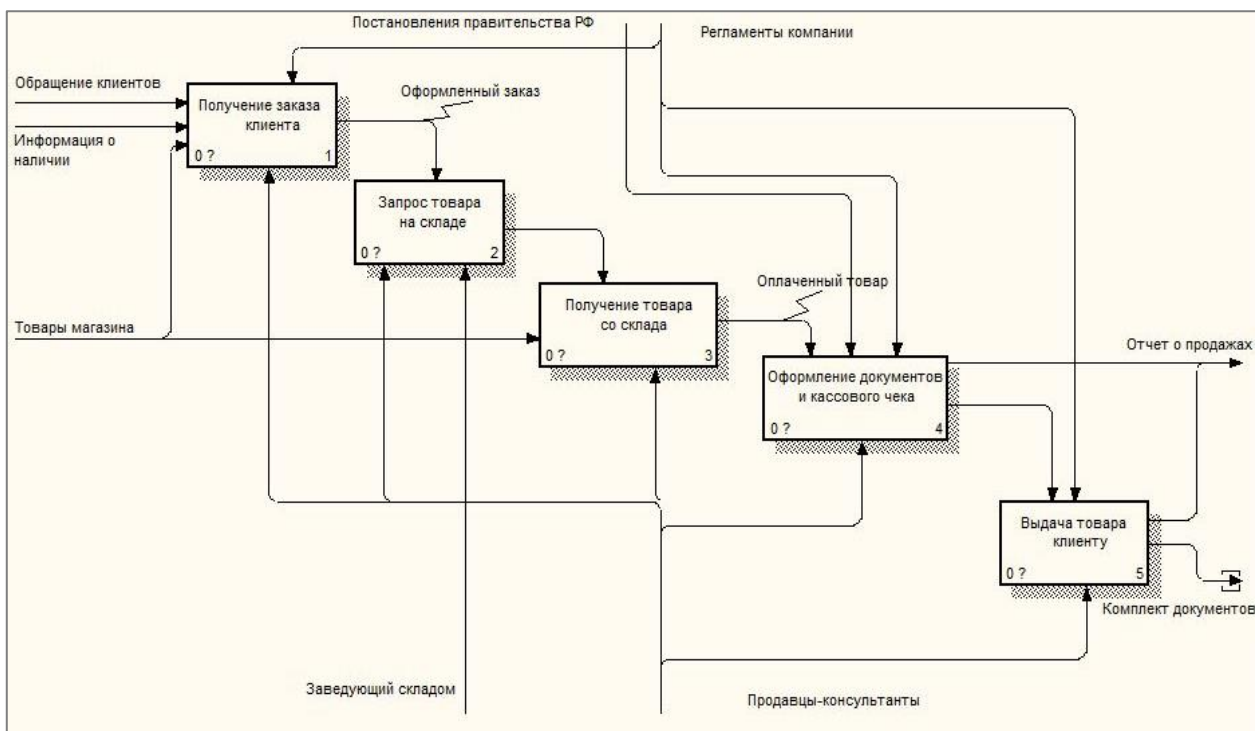 Постановления правительства РФ
Регламенты компании
Обращение клиентов
Информация о
наличии
Товары магазина
Получение заказа
клиента
0 ?
1
Оформленный заказ
Запрос товара
на складе
0 ?
2
Получение товара
со склада
0 ?
3
Оплаченный товар
Оформление документов
и кассового чека
0 ?
4
Отчет о продажах
Выдача товара
клиенту
0 ?
5
Комплект документов
Заведующий складом
Продавцы-консультанты